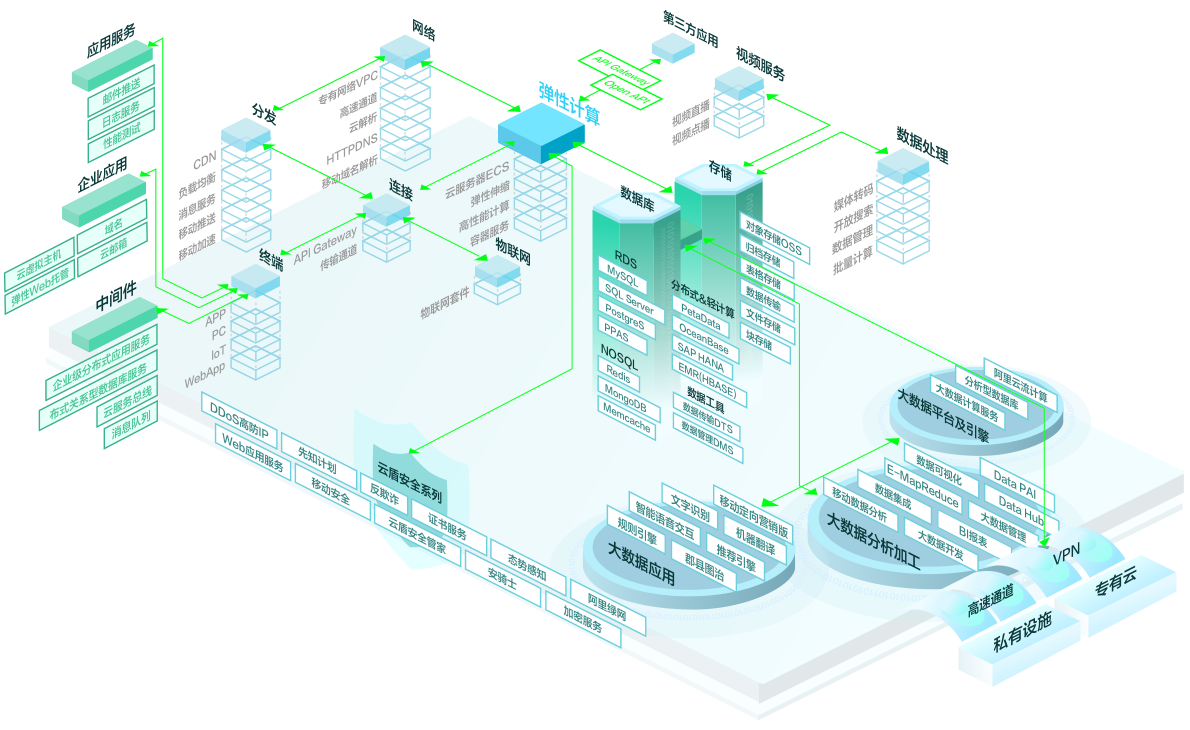 应用服务
邮件推送
日志服务
性能测试
企业应用
域名
云虚拟主机
云邮箱
弹性Web托管
中间件
企业级分布式应用服务
布式关系型数据库服务
云服务总线
消息队列
分发
CDN
负载均衡
消息服务
移动推送
移动加速
终端
APP
PC
IoT
WebApp
网络
专有网络VPC
高速通道
云解析
HTTPDNS
移动域名解析
连接
API Gateway
传输通道
物联网
物联网套件
弹性计算
云服务器ECS
弹性伸缩
高性能计算
容器服务
第三方应用
API Gateway
Open API
视频服务
视频直播
视频点播
数据处理
媒体转码
开放搜索
数据管理
批量计算
存储
对象存储OSS
归档存储
表格存储
数据传输
文件存储
块存储
数据库
RDS
MySQL
SQL Server
PostgreS
PPAS
NOSQL
Redis
MongoDB
Memcache
分布式&轻计算
PetaData
OceanBase
SAP HANA
EMR(HBASE)
数据工具
数据传输DTS
数据管理DMS
云盾安全系列
DDoS高防IP
Web应用服务
先知计划
移动安全
反欺诈
云盾安全管家
证书服务
安骑士
态势感知
加密服务
阿里绿网
大数据应用
移动定向营销版
文字识别
机器翻译
智能语音交互
推荐引擎
规则引擎
郡县图治
大数据平台及引擎
阿里云流计算
分析型数据库
大数据计算服务
大数据分析加工
数据可视化
Data PAI
E-MapReduce
Data Hub
数据集成
大数据管理
移动数据分析
BI报表
大数据开发
VPN
专有云
高速通道
私有设施